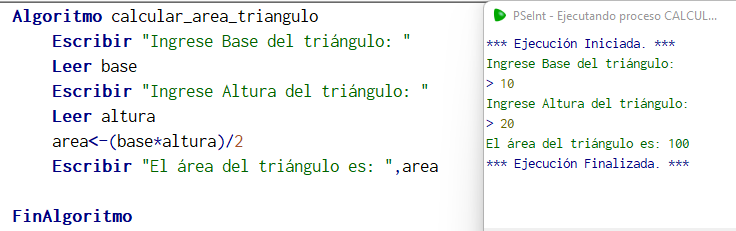 Algoritmo calcular_area_triangulo
Escribir "Ingrese Base del triángulo: "
Leer base
Escribir "Ingrese Altura del triángulo: "
Leer altura
area<-(base*altura)/2
Escribir "El área del triángulo es: ",area
FinAlgoritmo
PSeInt - Ejecutando proceso CALCUL...
*** Ejecución Iniciada. ***
Ingrese Base del triángulo:
> 10
Ingrese Altura del triángulo:
> 20
El área del triángulo es: 100
*** Ejecución Finalizada. ***